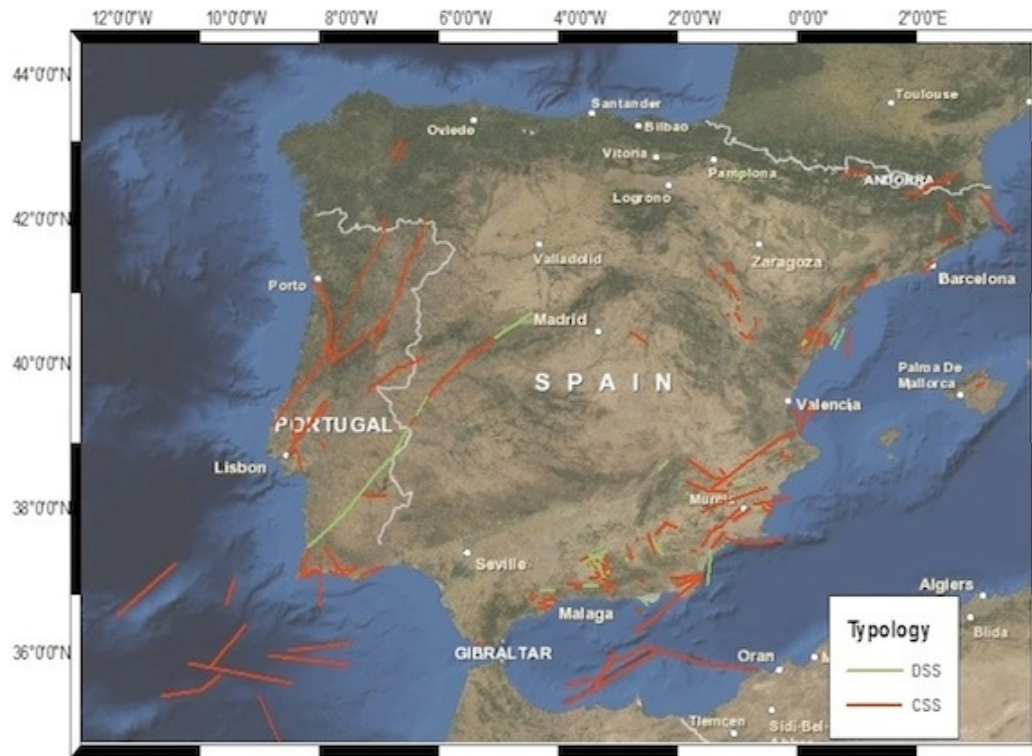 12°0'0"W 10°0'0"W 8°0'0"W 6°0'0"W 4°0'0"W 2°0'0"W 0°0'0" 2°0'0"E
44°0'0"N
Toulouse
Santander
Oviedo
Bilbao
Vitoria
Pamplona
ANDORRA
Logrono
42°0'0"N
Valladolid
Zaragoza
Barcelona
Porto
Madrid
40°0'0"N
SPAIN
Palma De
Mallorca
Valencia
PORTUGAL
Lisbon
38°0'0"N
Murcia
Seville
Algiers
Malaga
Blida
36°0'0"N
GIBRALTAR
Oran
M
Tlemcen
Sidi-Bel-
Typology
DSS
CSS